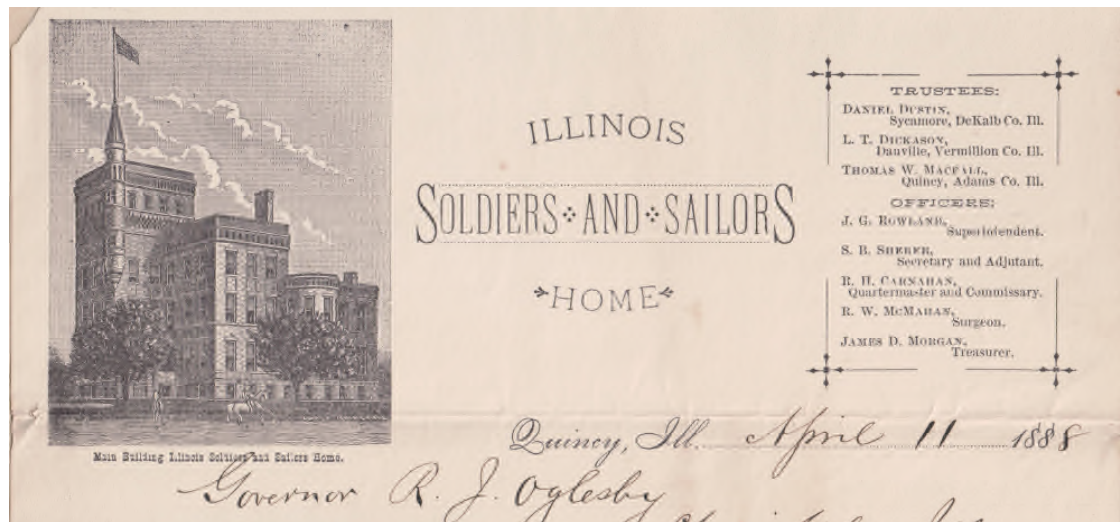 ILLINOIS
SOLDIERS AND SAILORS
HOME
TRUSTEES:
DANIEL DUSTIN,
Sycamore, DeKalb Co. Ill.
L. T. DICKASON,
Danville, Vermillion Co. Ill.
THOMAS W. MACFALL,
Quincy, Adams Co. Ill.
OFFICERS:
J. G. ROWLAND,
Superintendent.
S. B. SHERER,
Secretary and Adjutant.
R. H. CARNAHAN,
Quartermaster and Commissary.
R. W. McMAHAN,
Surgeon.
JAMES D. MORGAN,
Treasurer.
Main Building Illinois Soldiers and Sailors Home.
Quincy, Ill. April 11 1888
Governor R. J. Oglesby